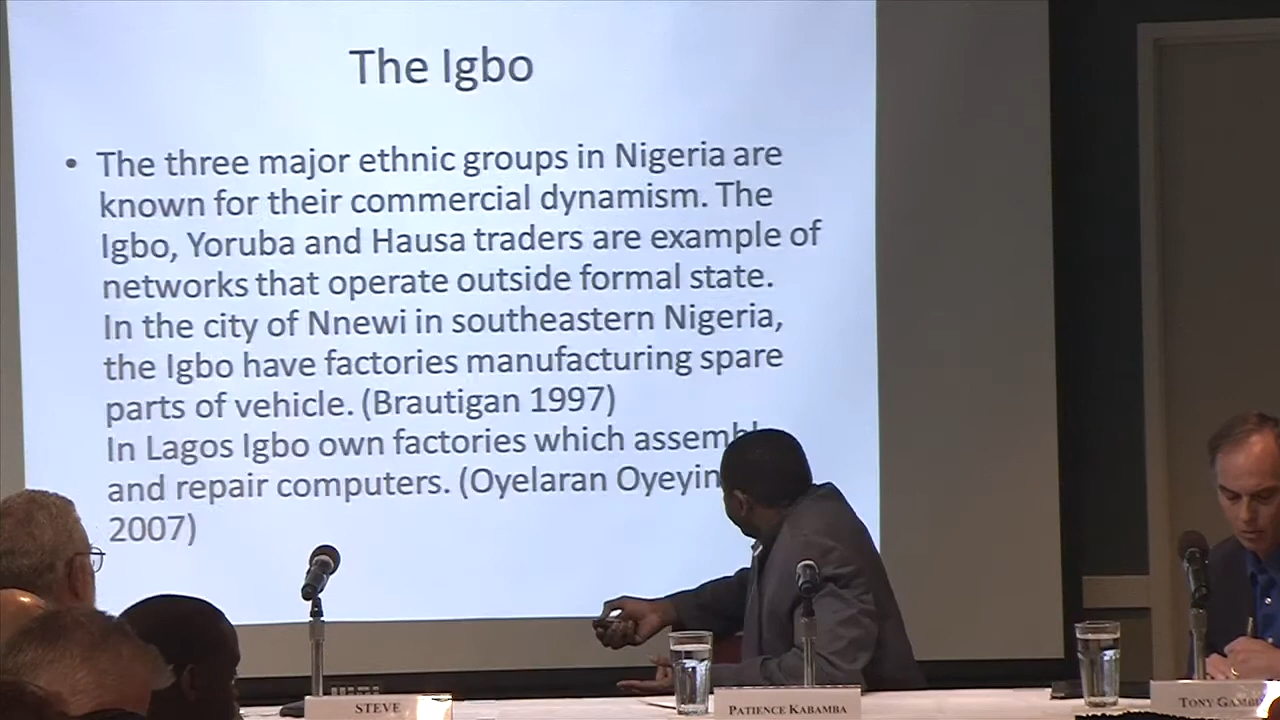 The Igbo
• The three major ethnic groups in Nigeria are
known for their commercial dynamism. The
Igbo, Yoruba and Hausa traders are example of
networks that operate outside formal state.
In the city of Nnewi in southeastern Nigeria,
the Igbo have factories manufacturing spare
parts of vehicle. (Brautigan 1997)
In Lagos Igbo own factories which
and repair computers. (Oyelaran
2007)
STEVE
PATIENCE KABAMBA
TONY